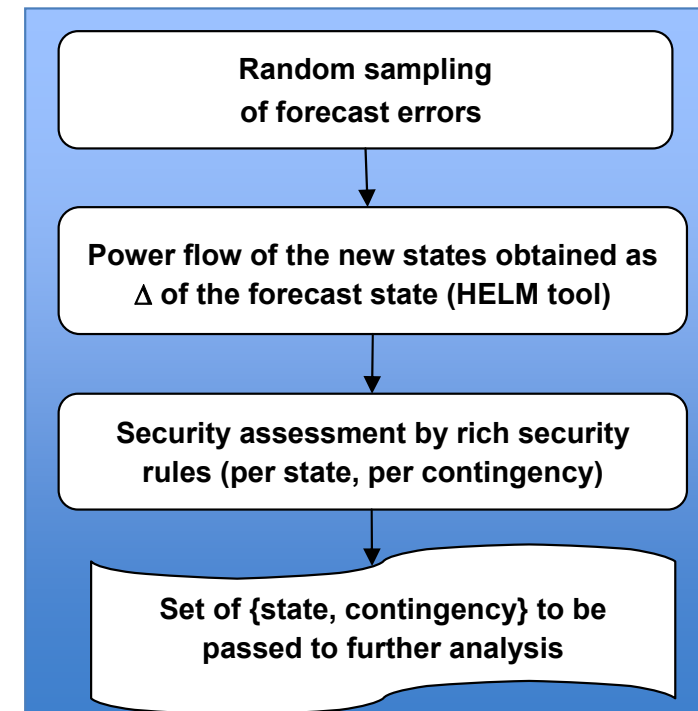 Random sampling
of forecast errors
Power flow of the new states obtained as
Δ of the forecast state (HELM tool)
Security assessment by rich security
rules (per state, per contingency)
Set of {state, contingency} to be
passed to further analysis